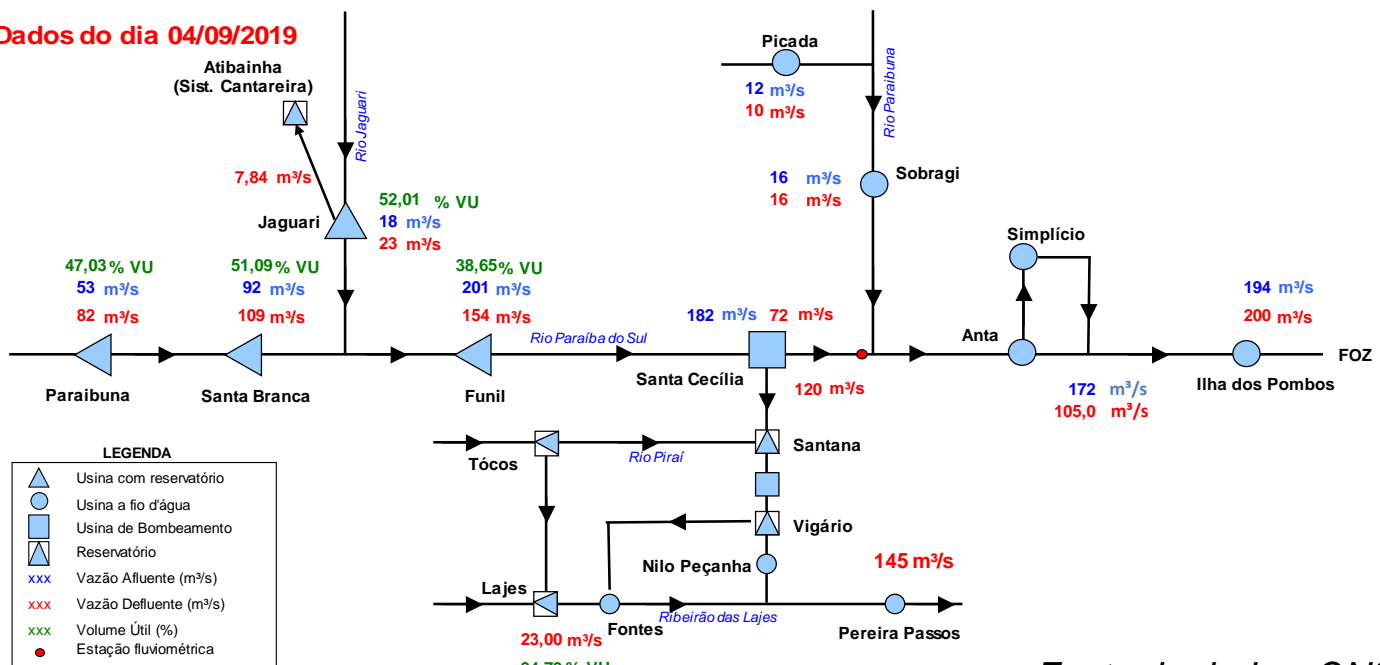 Dados do dia 04/09/2019
Atibainha
(Sist. Cantareira)
Rio Jaguari
7,84 m³/s
Jaguari
52,01 % VU
18 m³/s
23 m³/s
Picada
12 m³/s
10 m³/s
Rio Paraibuna
16 m³/s
16 m³/s
Sobragi
47,03 % VU
53 m³/s
82 m³/s
Paraibuna
51,09 % VU
92 m³/s
109 m³/s
Santa Branca
38,65 % VU
201 m³/s
154 m³/s
Funil
Rio Paraíba do Sul
182 m³/s 72 m³/s
Santa Cecília
120 m³/s
Simplício
Anta
172 m³/s
105,0 m³/s
194 m³/s
200 m³/s
Ilha dos Pombos
FOZ
Tócos
Rio Piraí
Santana
Vigário
Nilo Peçanha
145 m³/s
Lajes
Fontes
Ribeirão das Lajes
Pereira Passos
23,00 m³/s
LEGENDA
Usina com reservatório
Usina a fio d'água
Usina de Bombeamento
Reservatório
xxx Vazão Afluente (m³/s)
xxx Vazão Defluente (m³/s)
xxx Volume Útil (%)
Estação fluviométrica